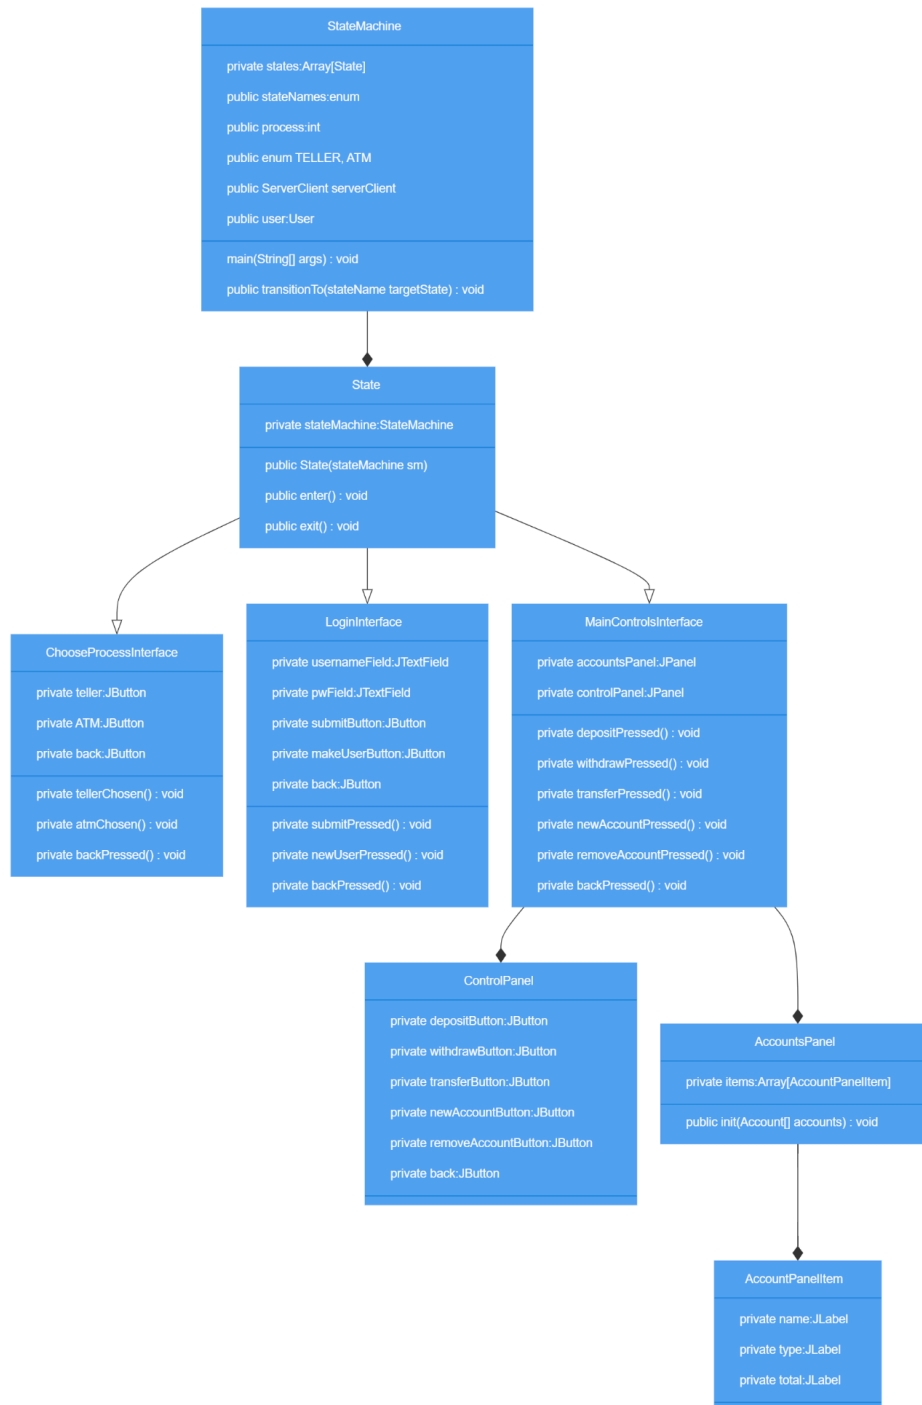 StateMachine
private states:Array[State]
public stateNames:enum
public process:int
public enum TELLER, ATM
public ServerClient serverClient
public user:User
main(String[] args) : void
public transitionTo(stateName targetState) : void
State
private stateMachine:StateMachine
public State(stateMachine sm)
public enter() : void
public exit() : void
ChooseProcessInterface
private teller:JButton
private ATM:JButton
private back:JButton
private tellerChosen() : void
private atmChosen() : void
private backPressed() : void
LoginInterface
private usernameField:JTextField
private pwField:JTextField
private submitButton:JButton
private makeUserButton:JButton
private back:JButton
private submitPressed() : void
private newUserPressed() : void
private backPressed() : void
MainControlsInterface
private accountsPanel:JPanel
private controlPanel:JPanel
private depositPressed() : void
private withdrawPressed() : void
private transferPressed() : void
private newAccountPressed() : void
private removeAccountPressed() : void
private backPressed() : void
ControlPanel
private depositButton:JButton
private withdrawButton:JButton
private transferButton:JButton
private newAccountButton:JButton
private removeAccountButton:JButton
private back:JButton
AccountsPanel
private items:Array[AccountPanelItem]
public init(Account[] accounts) : void
AccountPanelItem
private name:JLabel
private type:JLabel
private total:JLabel